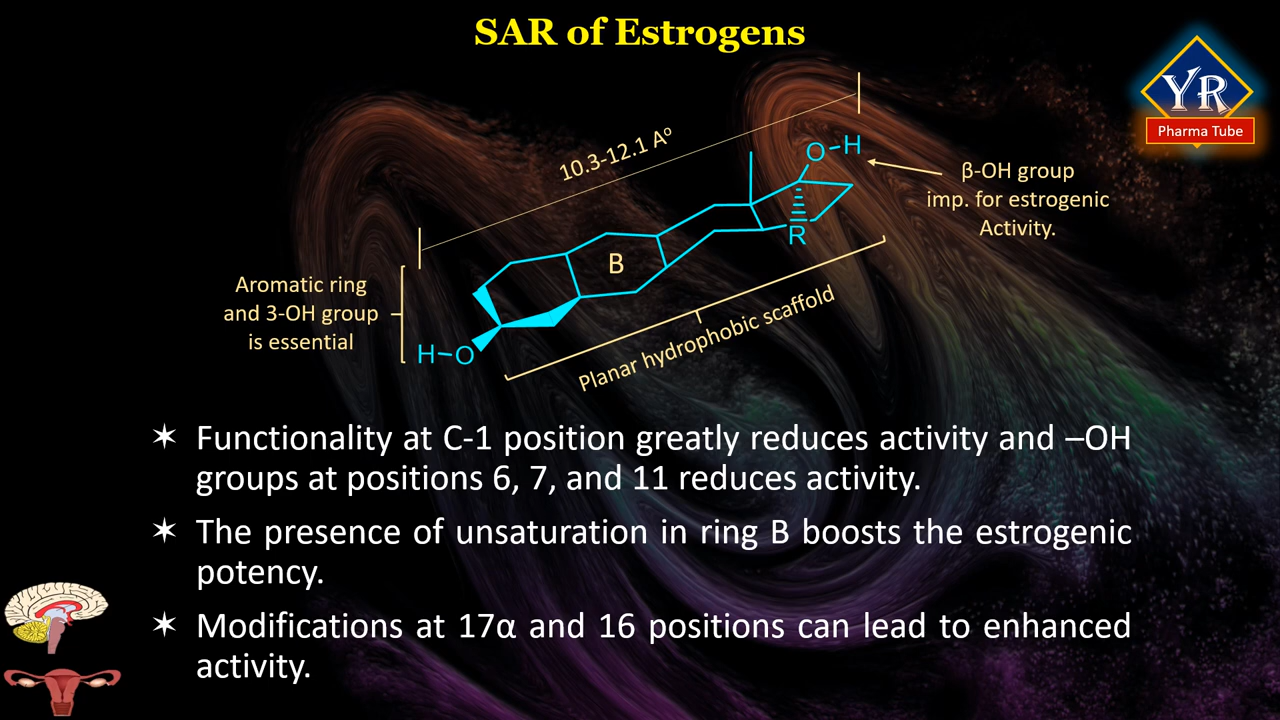 SAR of Estrogens
YR
Pharma Tube
10.3-12.1 Aº
O–H
β-OH group
imp. for estrogenic
Activity.
R
B
Aromatic ring
and 3-OH group
is essential
H–O
Planar hydrophobic scaffold
✶ Functionality at C-1 position greatly reduces activity and –OH
groups at positions 6, 7, and 11 reduces activity.
✶ The presence of unsaturation in ring B boosts the estrogenic
potency.
✶ Modifications at 17α and 16 positions can lead to enhanced
activity.